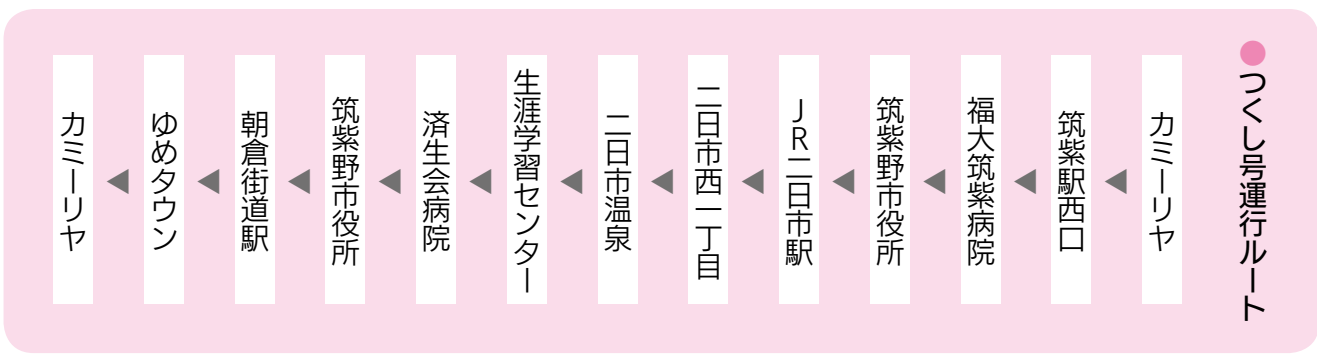 ●つくし号運行ルート
カミーリヤ
◀
筑紫駅西口
◀
福大筑紫病院
◀
筑紫野市役所
◀
JR二日市駅
◀
二日市西一丁目
◀
二日市温泉
◀
生涯学習センター
◀
済生会病院
◀
筑紫野市役所
◀
朝倉街道駅
◀
ゆめタウン
◀
カミーリヤ